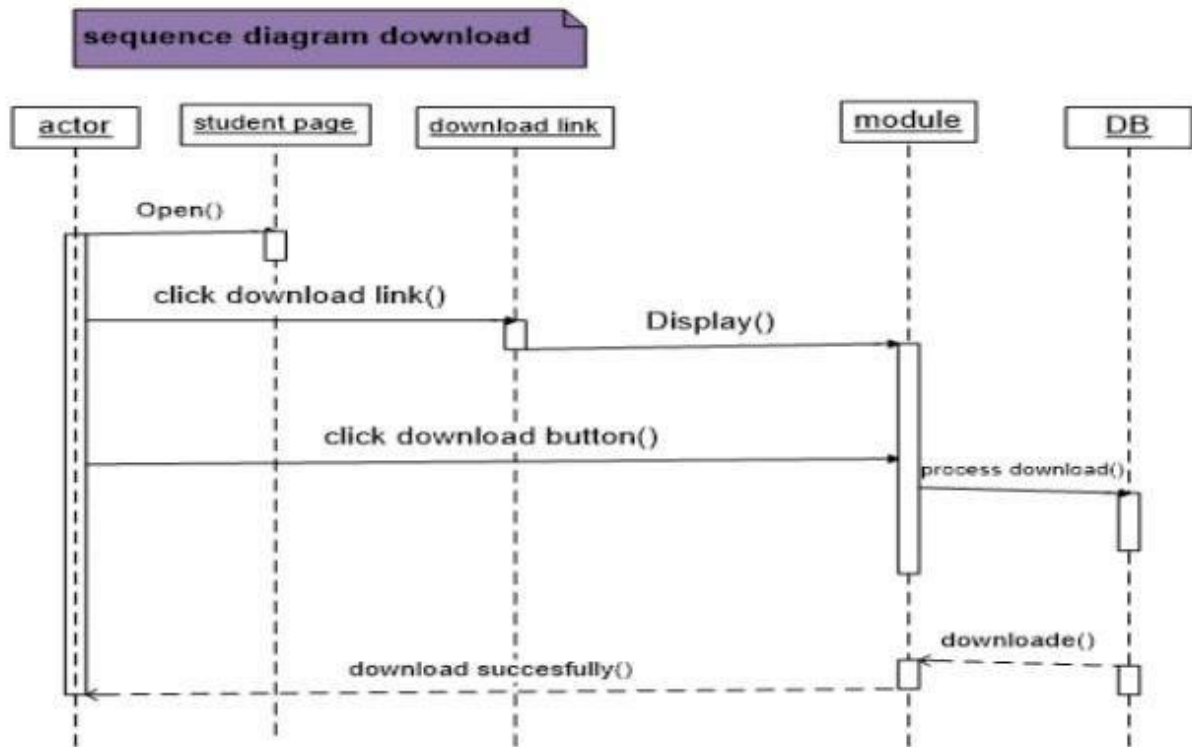 sequence diagram download
actor
student page
download link
module
DB
Open()
click download link()
Display()
click download button()
process download()
downloade()
download succesfully()